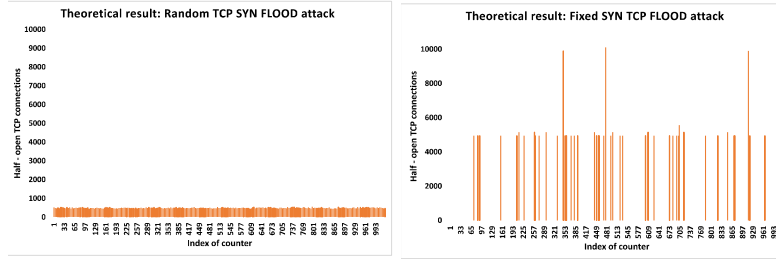 Theoretical result: Random TCP SYN FLOOD attack
Half - open TCP connections
10000
9000
8000
7000
6000
5000
4000
3000
2000
1000
0
1 33 65 97 129 161 193 225 257 289 321 353 385 417 449 481 513 545 577 609 641 673 705 737 769 801 833 865 897 929 961 993
Index of counter
Theoretical result: Fixed SYN TCP FLOOD attack
Half - open TCP connections
10000
8000
6000
4000
2000
0
1 33 65 97 129 161 193 225 257 289 321 353 385 417 449 481 513 545 577 609 641 673 705 737 769 801 833 865 897 929 961 993
Index of counter